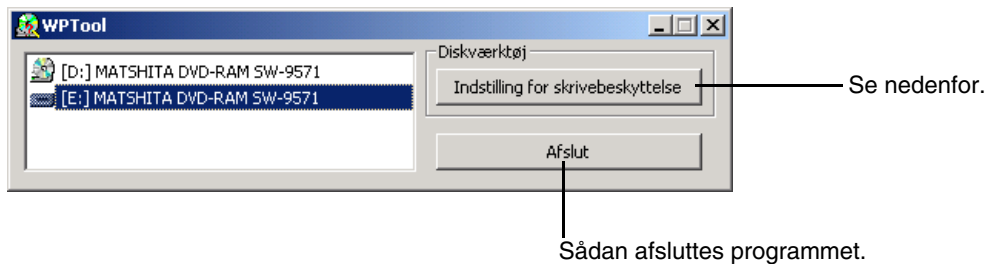 WPTool
[D:] MATSHITA DVD-RAM SW-9571
[E:] MATSHITA DVD-RAM SW-9571
Diskværktøj
Indstilling for skrivebeskyttelse
Se nedenfor.
Afslut
Sådan afsluttes programmet.